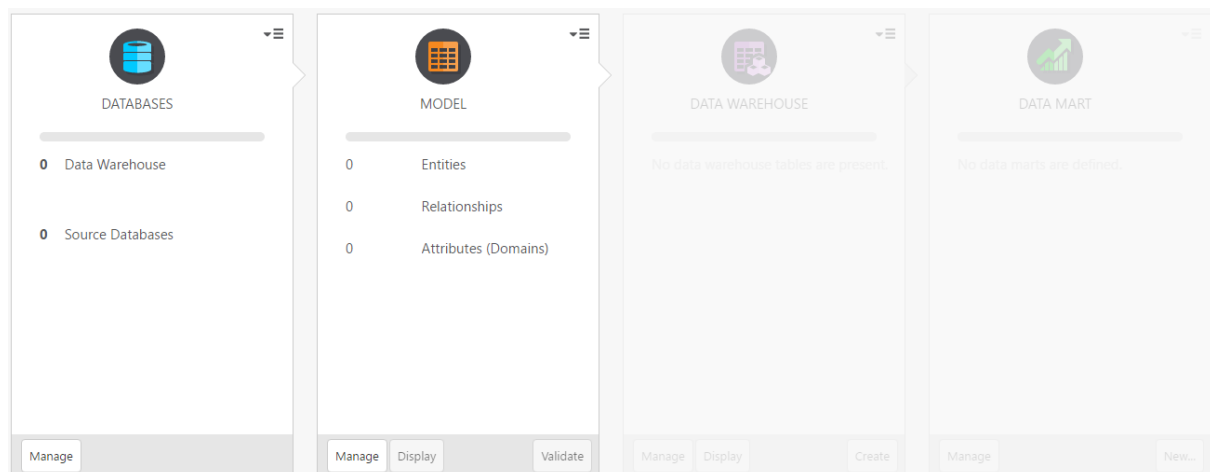 DATABASES
0 Data Warehouse
0 Source Databases
Manage
MODEL
0 Entities
0 Relationships
0 Attributes (Domains)
Manage Display Validate
DATA WAREHOUSE
No data warehouse tables are present.
Manage Display Create
DATA MART
No data marts are defined.
Manage New...